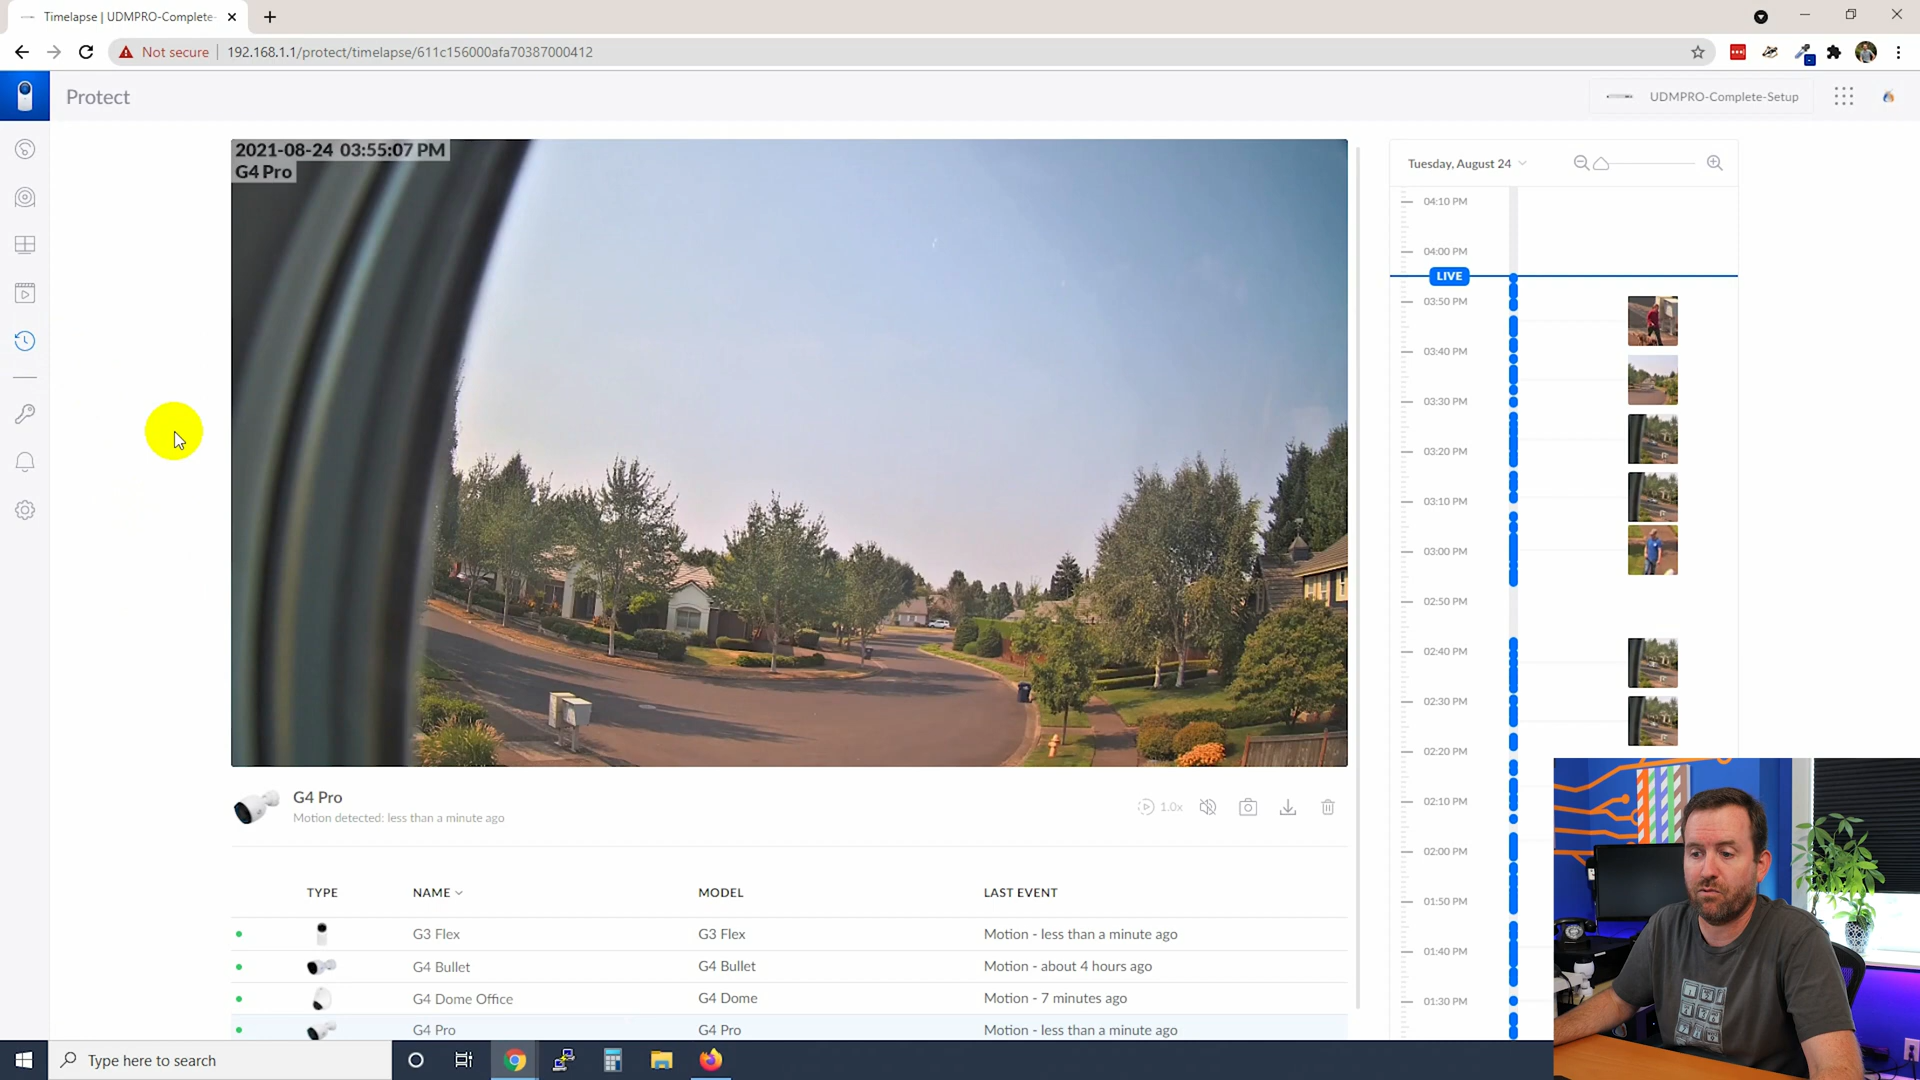 Timelapse | UDMPRO-Complete-
Not secure
192.168.1.1/protect/timelapse/611c156000afa70387000412
Protect
UDMPRO-Complete-Setup
2021-08-24 03:55:07 PM
G4 Pro
Tuesday, August 24
04:10 PM
04:00 PM
LIVE
03:50 PM
03:40 PM
03:30 PM
03:20 PM
03:10 PM
03:00 PM
02:50 PM
02:40 PM
02:30 PM
02:20 PM
02:10 PM
02:00 PM
01:50 PM
01:40 PM
01:30 PM
G4 Pro
Motion detected: less than a minute ago
1.0x
TYPE NAME MODEL LAST EVENT
G3 Flex G3 Flex Motion - less than a minute ago
G4 Bullet G4 Bullet Motion - about 4 hours ago
G4 Dome Office G4 Dome Motion - 7 minutes ago
G4 Pro G4 Pro Motion - less than a minute ago
Type here to search